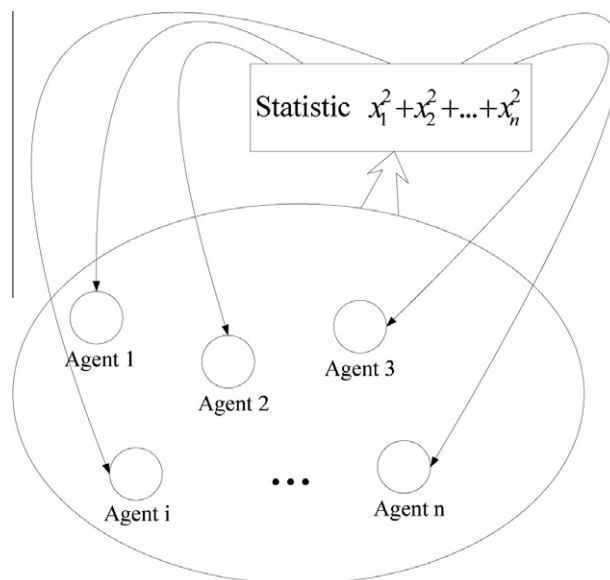 Statistic x₁²+x₂²+...+xₙ²
Agent 1
Agent 2
Agent 3
Agent i
...
Agent n